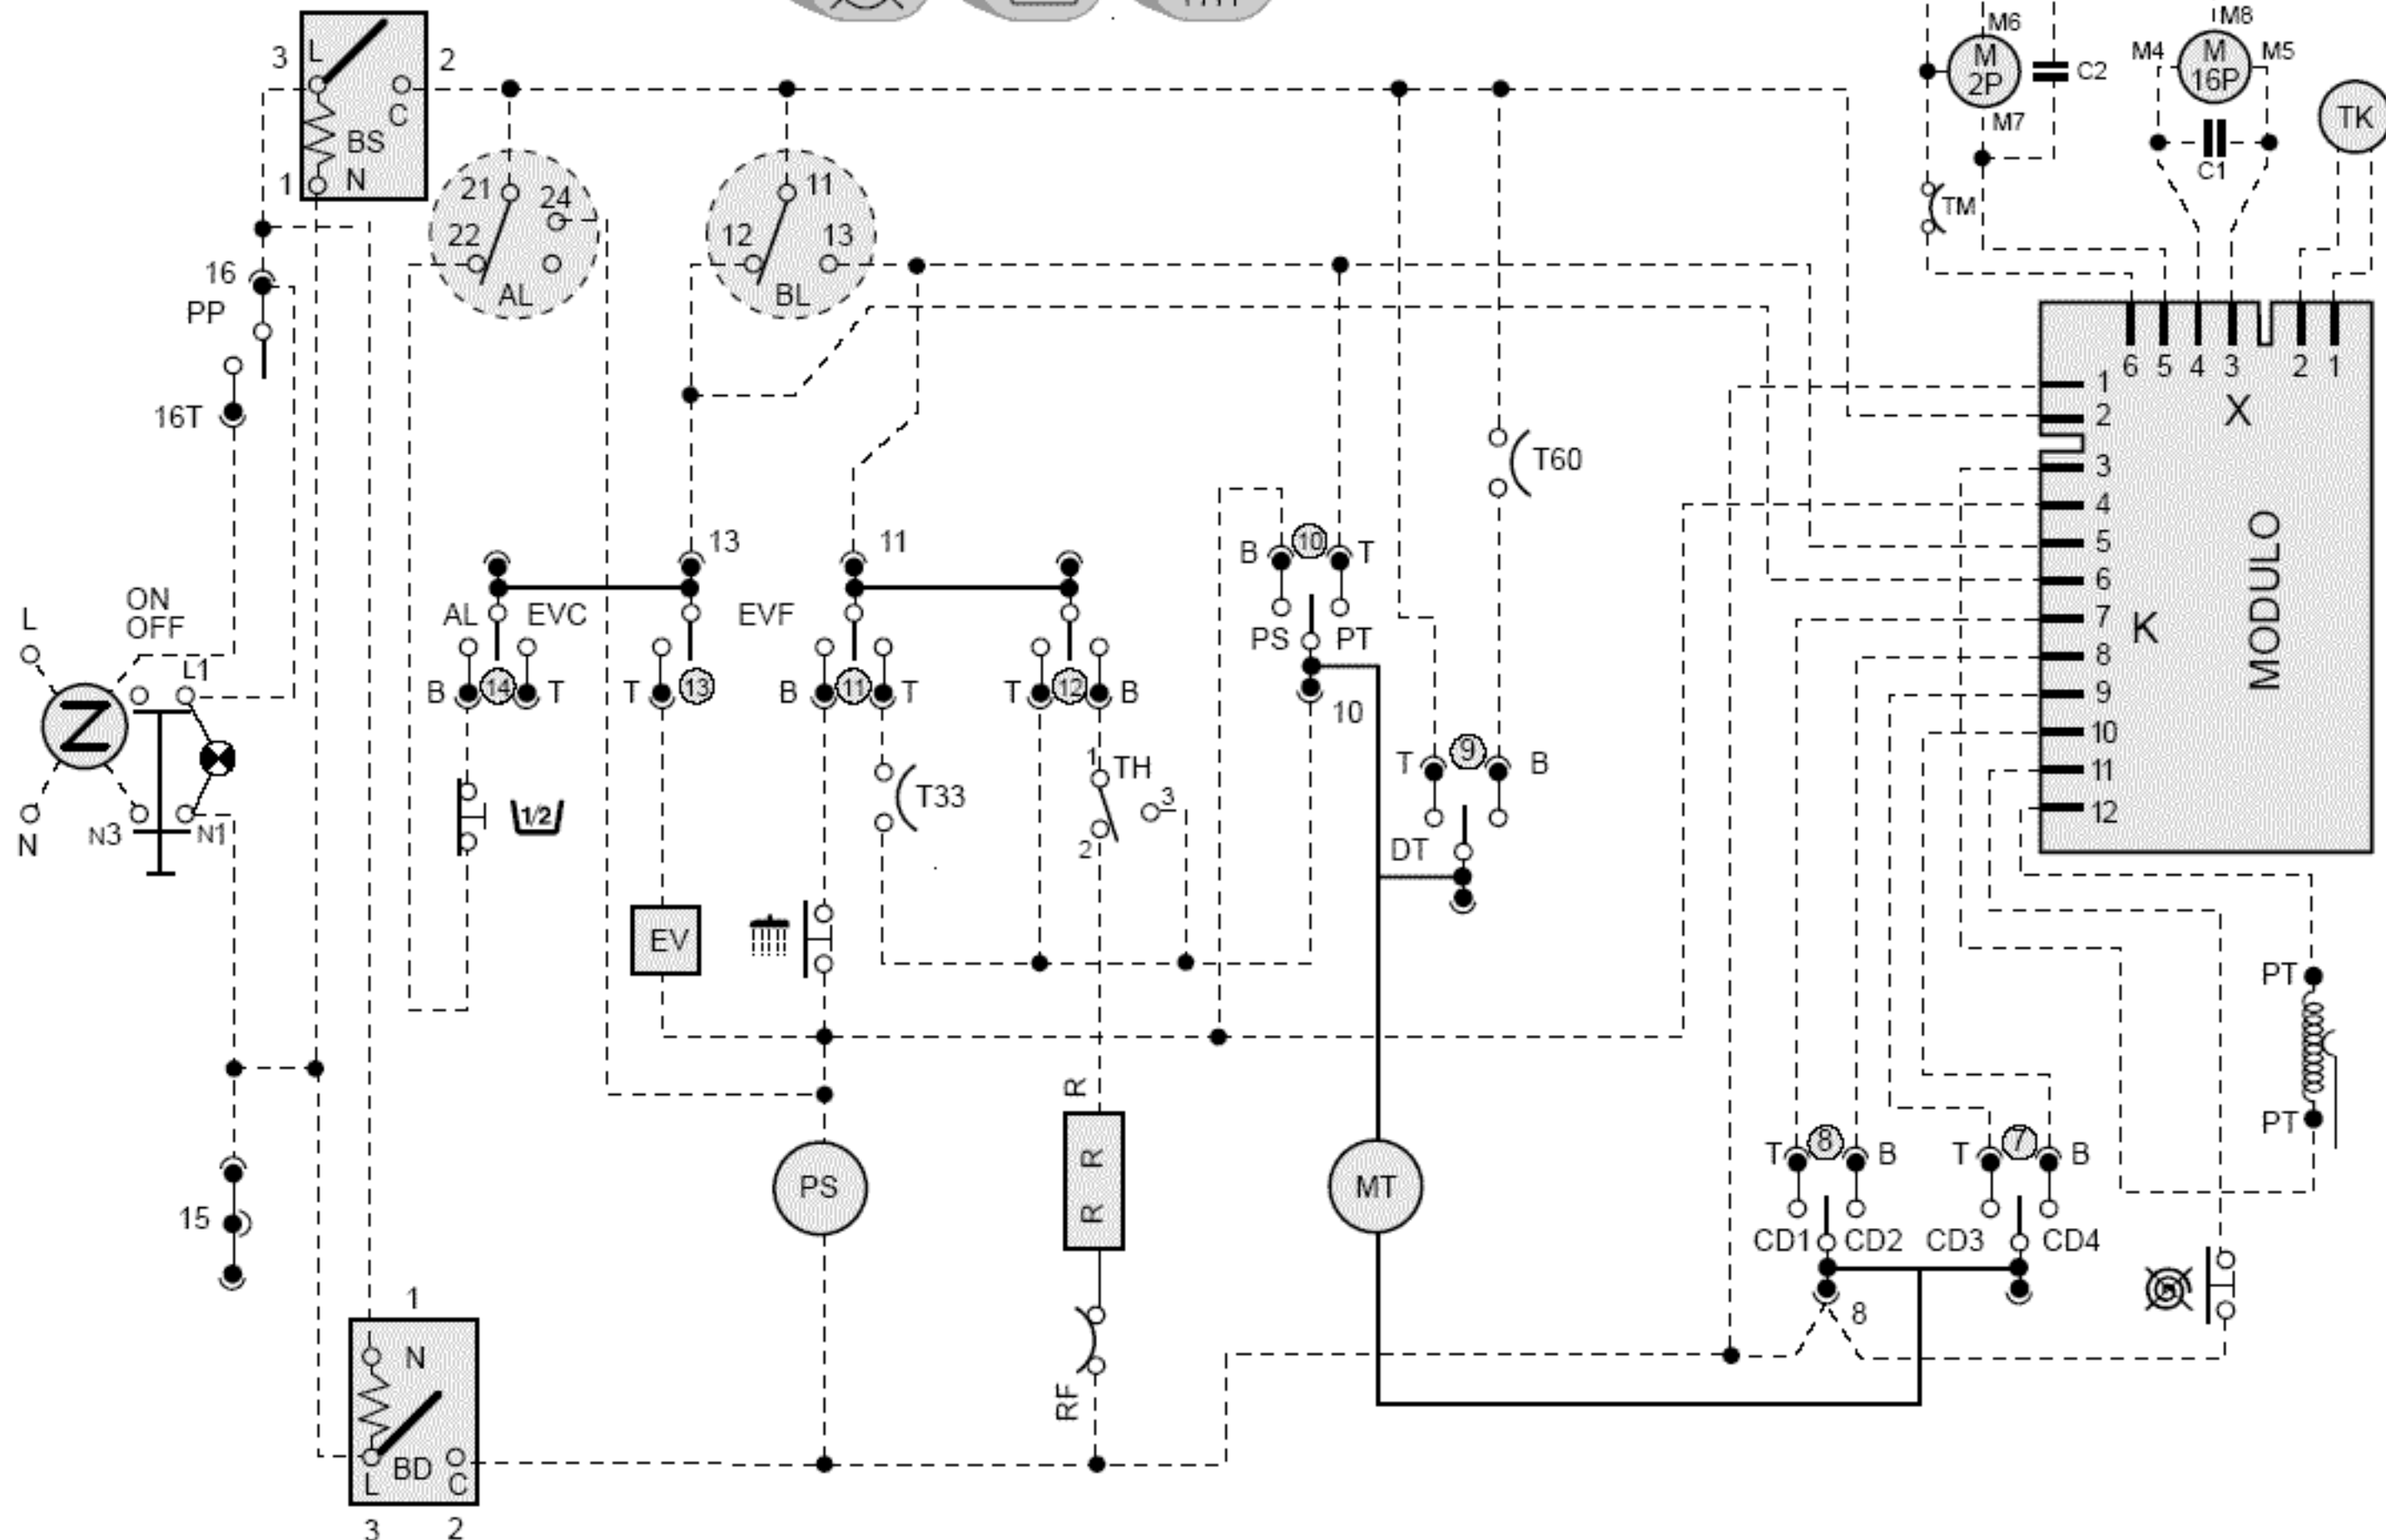 M6 M8
M4 M5
M
2P
C2
M
16P
TK
M7
C1
TM
3 L 2
C
BS
1 N
21 24
22
AL
11
12 13
BL
16
PP
16T
T60
6 5 4 3 2 1
X
1
2
3
4
5
6
7
8
9
10
11
12
K
MODULO
13 11
B 10 T
PS PT
10
L
ON
OFF
L1
Z
N
N3 N1
AL EVC EVF
B 14 T T 13 B 11 T T 12 B
1/2
T33
1 TH
3
2
T 9 B
DT
EV
R
R
R
PS
MT
RF
PT
PT
T 8 B T 7 B
CD1 CD2 CD3 CD4
8
15
1
N
BD
L C
3 2